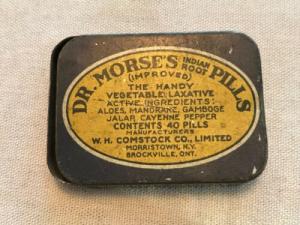 DR. MORSE'S INDIAN ROOT PILLS
(IMPROVED)
THE HANDY
VEGETABLE LAXATIVE
ACTIVE INGREDIENTS:
ALOES, MANDRAKE, GAMBOGE
JALAP, CAYENNE PEPPER
CONTENTS 40 PILLS
MANUFACTURERS
W. H. COMSTOCK CO., LIMITED
MORRISTOWN, N.Y.
BROCKVILLE, ONT.